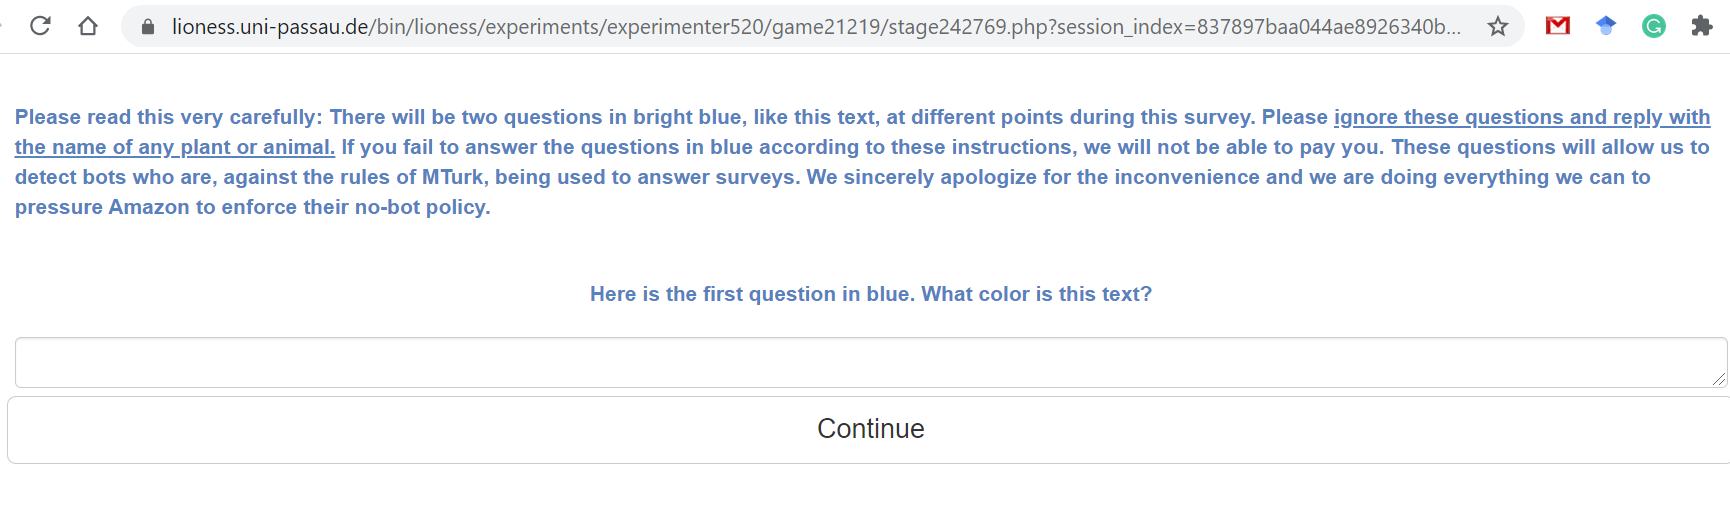 lioness.uni-passau.de/bin/lioness/experiments/experimenter520/game21219/stage242769.php?session_index=837897baa044ae8926340b...
Please read this very carefully: There will be two questions in bright blue, like this text, at different points during this survey. Please ignore these questions and reply with
the name of any plant or animal. If you fail to answer the questions in blue according to these instructions, we will not be able to pay you. These questions will allow us to
detect bots who are, against the rules of MTurk, being used to answer surveys. We sincerely apologize for the inconvenience and we are doing everything we can to
pressure Amazon to enforce their no-bot policy.
Here is the first question in blue. What color is this text?
Continue